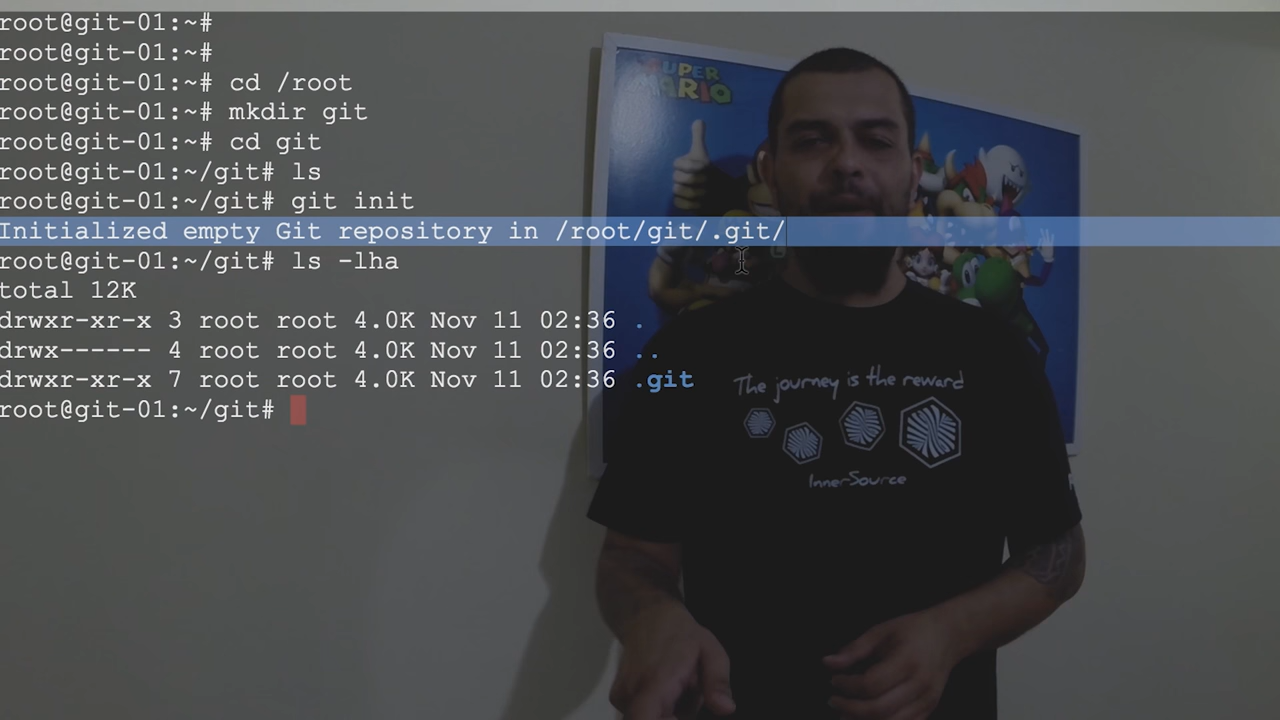 root@git-01:~#
root@git-01:~#
root@git-01:~# cd /root
root@git-01:~# mkdir git
root@git-01:~# cd git
root@git-01:~/git# ls
root@git-01:~/git# git init
Initialized empty Git repository in /root/git/.git/
root@git-01:~/git# ls -lha
total 12K
drwxr-xr-x 3 root root 4.0K Nov 11 02:36 .
drwx------ 4 root root 4.0K Nov 11 02:36 ..
drwxr-xr-x 7 root root 4.0K Nov 11 02:36 .git
root@git-01:~/git#
SUPER
MARIO
The journey is the reward
InnerSource